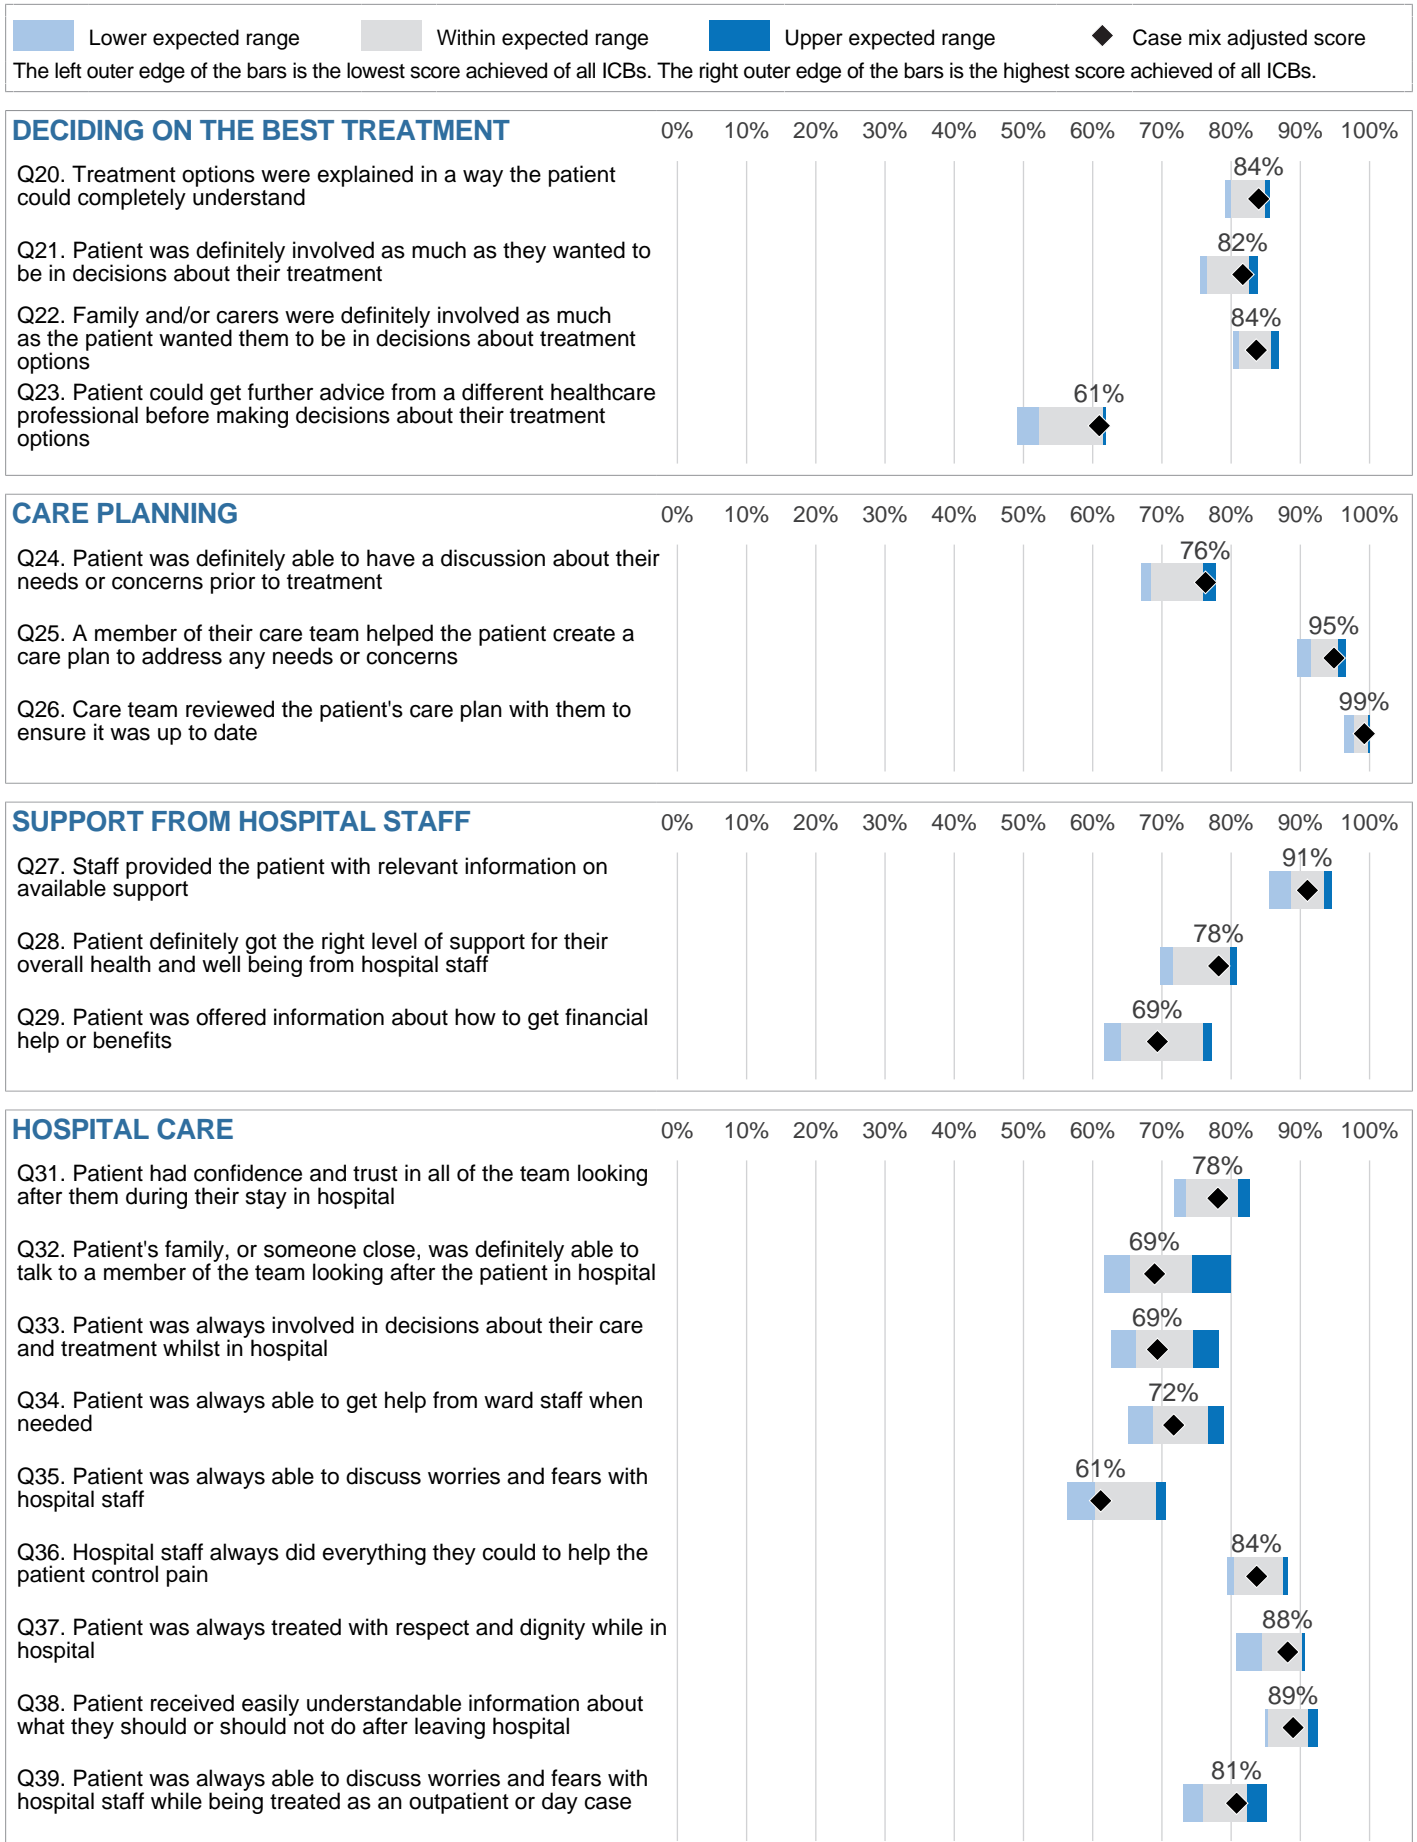 Lower expected range Within expected range Upper expected range Case mix adjusted score
The left outer edge of the bars is the lowest score achieved of all ICBs. The right outer edge of the bars is the highest score achieved of all ICBs.
DECIDING ON THE BEST TREATMENT 0% 10% 20% 30% 40% 50% 60% 70% 80% 90% 100%
Q20. Treatment options were explained in a way the patient
could completely understand
84%
Q21. Patient was definitely involved as much as they wanted to
be in decisions about their treatment
82%
Q22. Family and/or carers were definitely involved as much
as the patient wanted them to be in decisions about treatment
options
84%
Q23. Patient could get further advice from a different healthcare
professional before making decisions about their treatment
options
61%
CARE PLANNING 0% 10% 20% 30% 40% 50% 60% 70% 80% 90% 100%
Q24. Patient was definitely able to have a discussion about their
needs or concerns prior to treatment
76%
Q25. A member of their care team helped the patient create a
care plan to address any needs or concerns
95%
Q26. Care team reviewed the patient's care plan with them to
ensure it was up to date
99%
SUPPORT FROM HOSPITAL STAFF 0% 10% 20% 30% 40% 50% 60% 70% 80% 90% 100%
Q27. Staff provided the patient with relevant information on
available support
91%
Q28. Patient definitely got the right level of support for their
overall health and well being from hospital staff
78%
Q29. Patient was offered information about how to get financial
help or benefits
69%
HOSPITAL CARE 0% 10% 20% 30% 40% 50% 60% 70% 80% 90% 100%
Q31. Patient had confidence and trust in all of the team looking
after them during their stay in hospital
78%
Q32. Patient's family, or someone close, was definitely able to
talk to a member of the team looking after the patient in hospital
69%
Q33. Patient was always involved in decisions about their care
and treatment whilst in hospital
69%
Q34. Patient was always able to get help from ward staff when
needed
72%
Q35. Patient was always able to discuss worries and fears with
hospital staff
61%
Q36. Hospital staff always did everything they could to help the
patient control pain
84%
Q37. Patient was always treated with respect and dignity while in
hospital
88%
Q38. Patient received easily understandable information about
what they should or should not do after leaving hospital
89%
Q39. Patient was always able to discuss worries and fears with
hospital staff while being treated as an outpatient or day case
81%